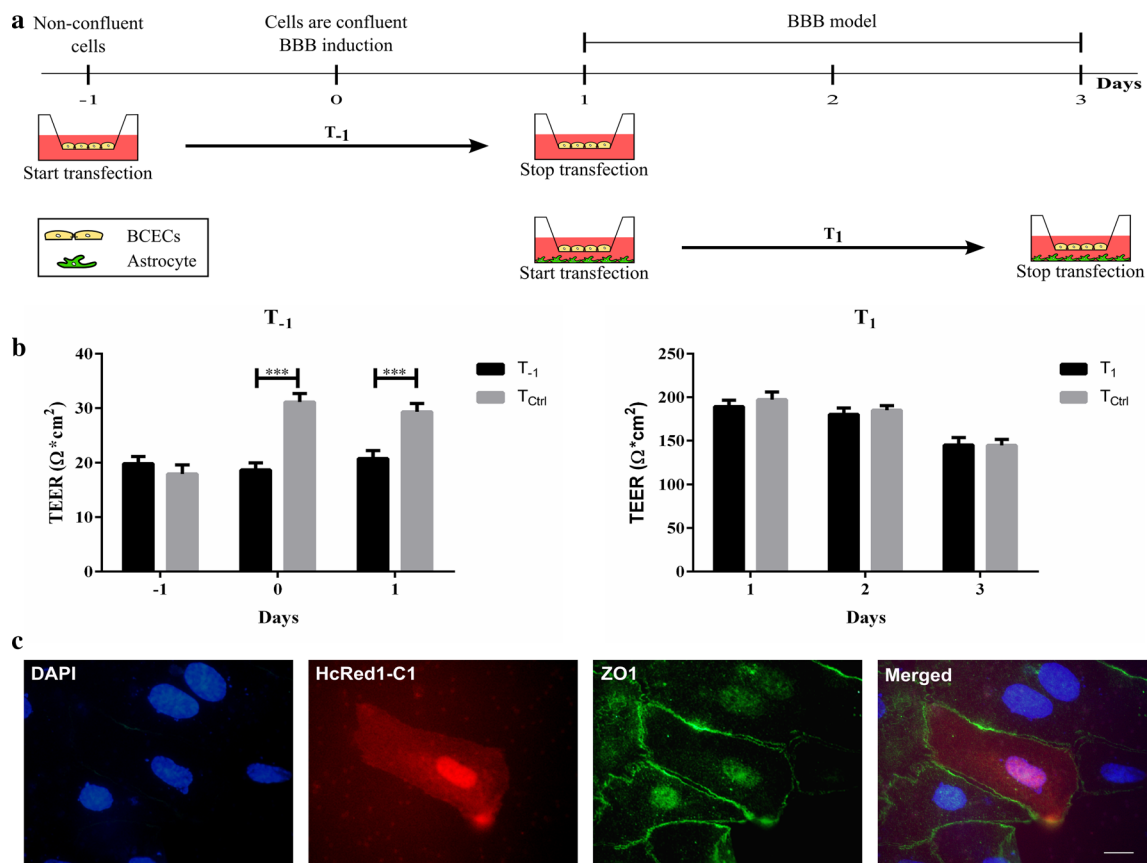 a
Non-confluent
cells
Cells are confluent
BBB induction
BBB model
-1
0
1
2
3
Days
T-1
Start transfection
Stop transfection
BCECs
Astrocyte
T1
Start transfection
Stop transfection
b
T-1
TEER (Ω*cm²)
40
30
20
10
0
***
***
T-1
TCtrl
-1
0
1
Days
T1
TEER (Ω*cm²)
250
200
150
100
50
0
T1
TCtrl
1
2
3
Days
c
DAPI
HcRed1-C1
ZO1
Merged